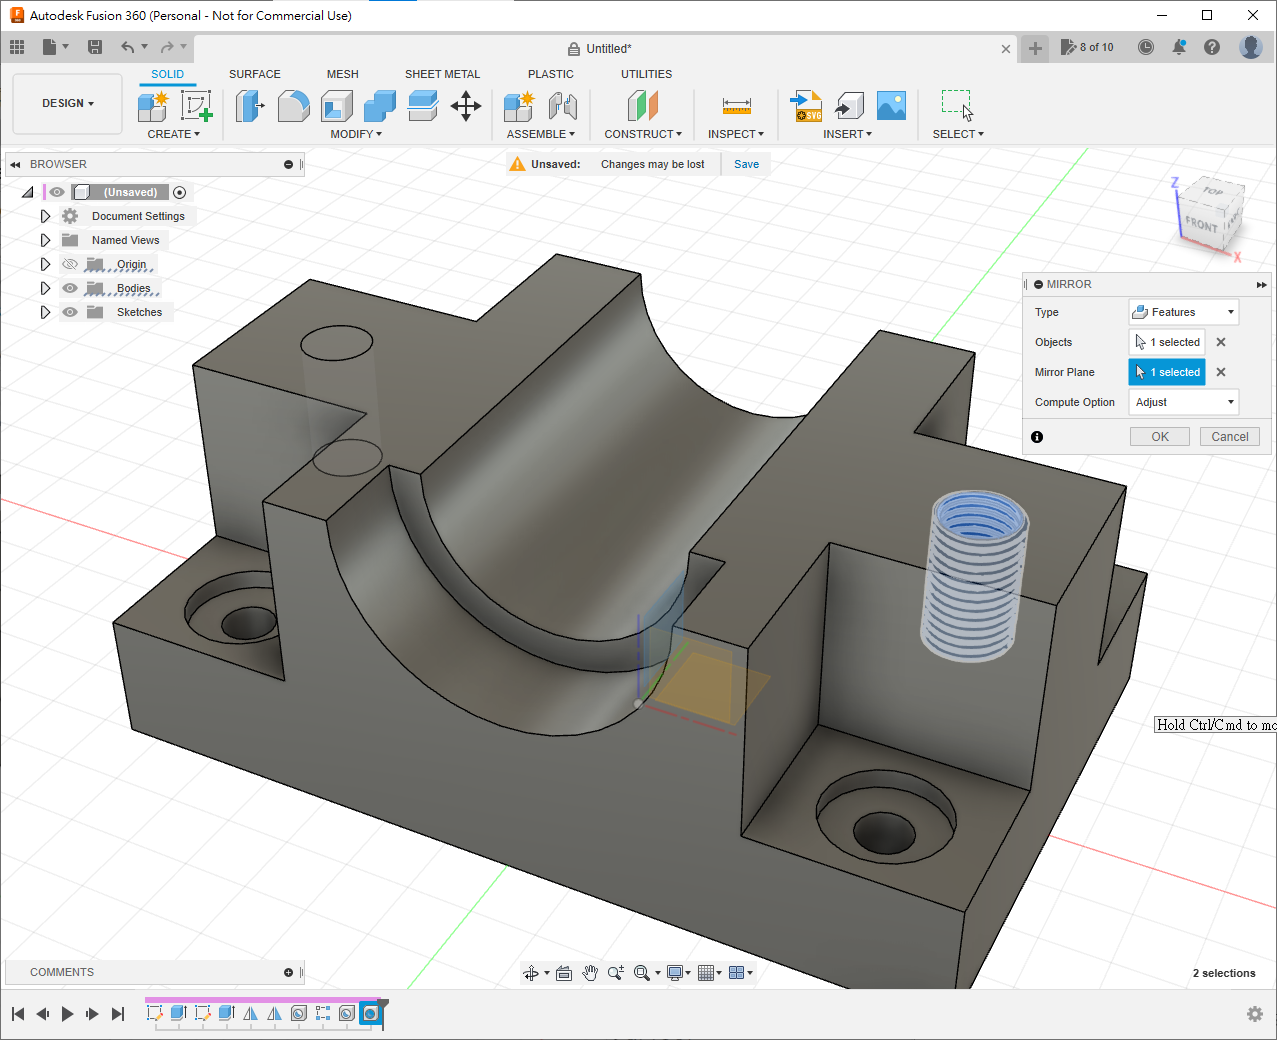 Autodesk Fusion 360 (Personal - Not for Commercial Use)
Untitled*
8 of 10
SOLID SURFACE MESH SHEET METAL PLASTIC UTILITIES
DESIGN
CREATE MODIFY ASSEMBLE CONSTRUCT INSPECT INSERT SELECT
SVG
BROWSER
Unsaved: Changes may be lost Save
(Unsaved)
Document Settings
Named Views
Origin
Bodies
Sketches
Z
TOP
FRONT
X
MIRROR
Type Features
Objects 1 selected
Mirror Plane 1 selected
Compute Option Adjust
OK Cancel
Hold Ctrl/Cmd to mo
COMMENTS
2 selections